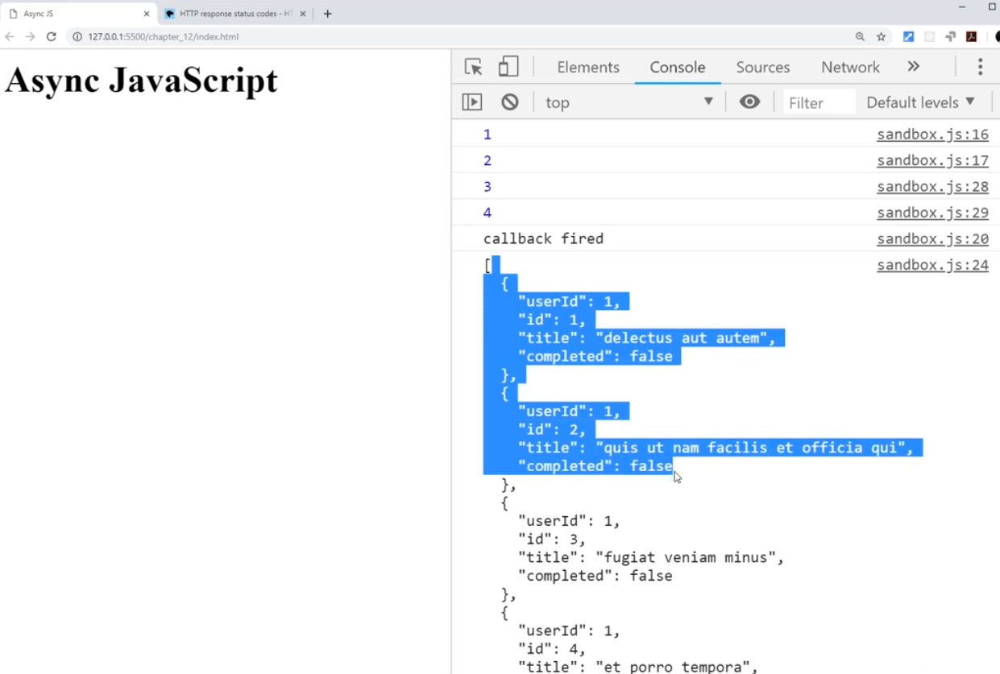 Async JS
HTTP response status codes - HT
127.0.0.1:5500/chapter_12/index.html
Async JavaScript
Elements Console Sources Network
top Filter Default levels
1 sandbox.js:16
2 sandbox.js:17
3 sandbox.js:28
4 sandbox.js:29
callback fired sandbox.js:20
[ sandbox.js:24
{
"userId": 1,
"id": 1,
"title": "delectus aut autem",
"completed": false
},
{
"userId": 1,
"id": 2,
"title": "quis ut nam facilis et officia qui",
"completed": false
},
{
"userId": 1,
"id": 3,
"title": "fugiat veniam minus",
"completed": false
},
{
"userId": 1,
"id": 4,
"title": "et porro tempora",